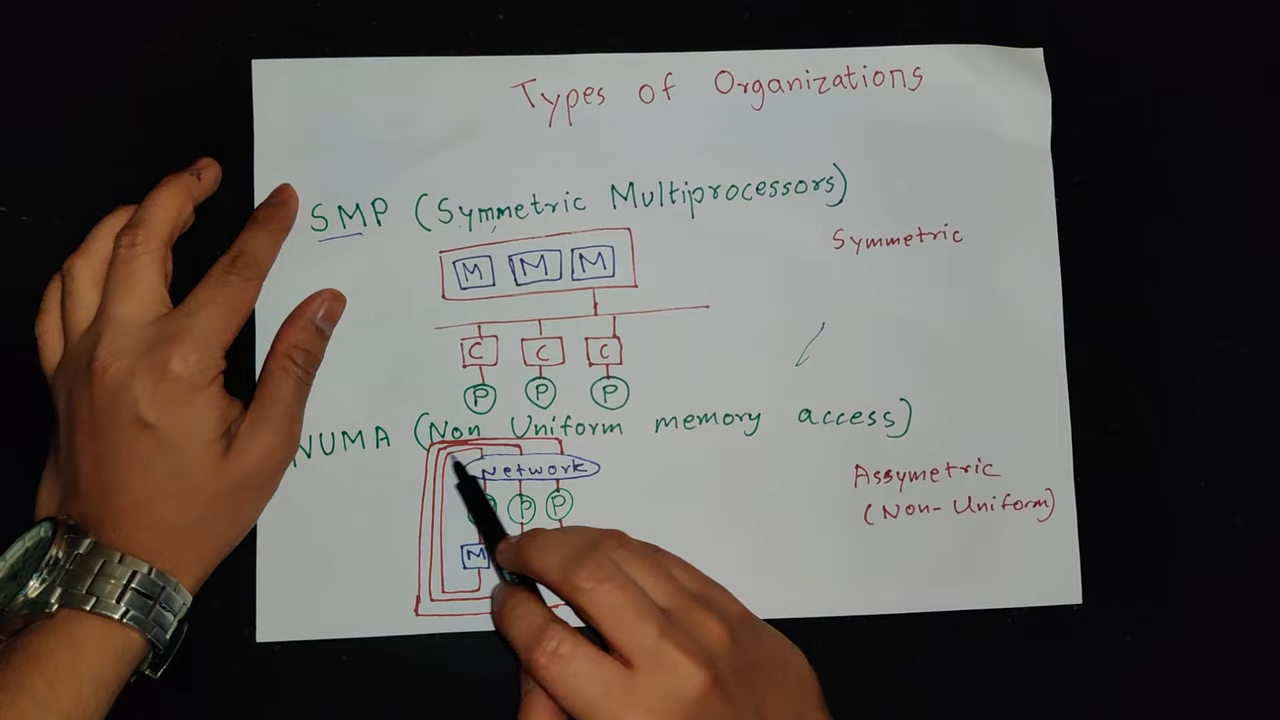 Types of Organizations
SMP (Symmetric Multiprocessors)
Symmetric
M M M
C C C
P P P
NUMA (Non Uniform memory access)
Network
Assymetric
(Non-Uniform)
P P
M